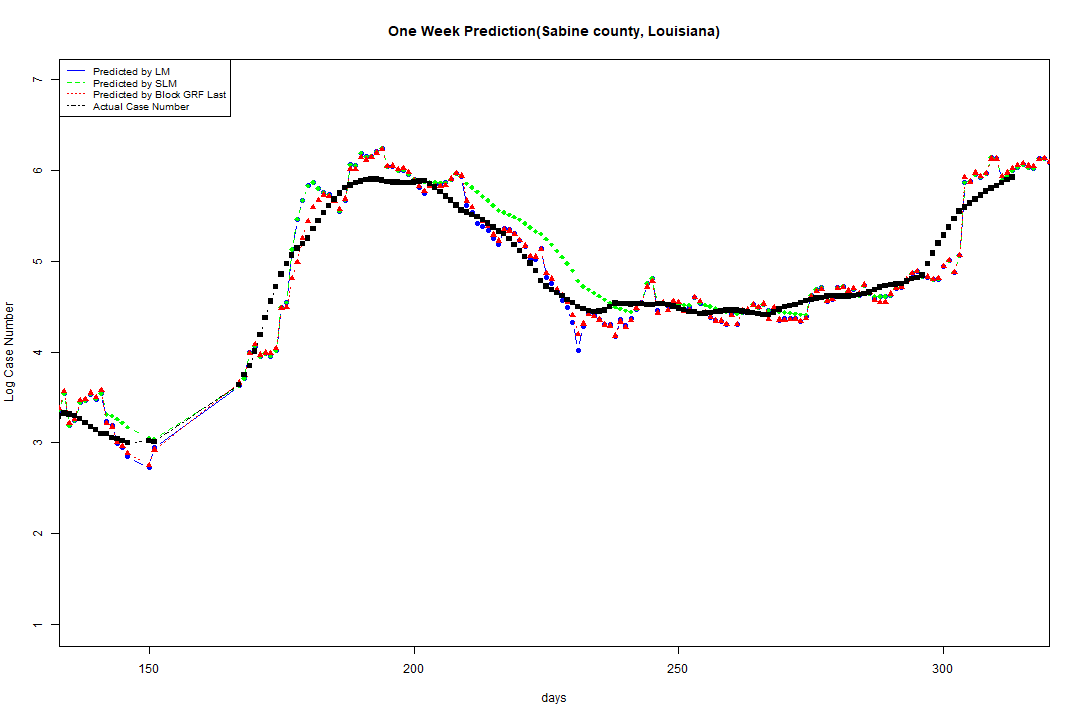 One Week Prediction(Sabine county, Louisiana)
Predicted by LM
Predicted by SLM
Predicted by Block GRF Last
Actual Case Number
7
6
5
4
3
2
1
Log Case Number
150
200
250
300
days